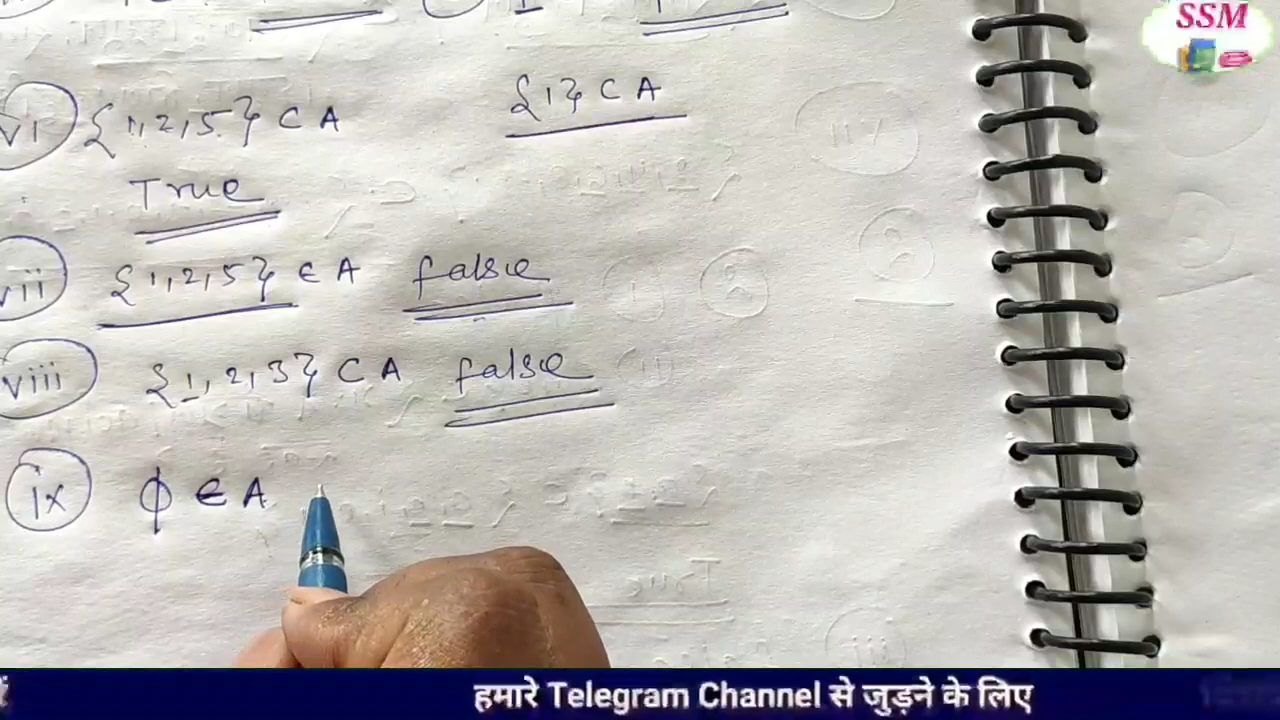 SSM
vi {1,2,5} ⊂ A {1} ⊂ A
True
vii {1,2,5} ∈ A false
viii {1,2,3} ⊂ A false
ix φ ∈ A
हमारे Telegram Channel से जुड़ने के लिए